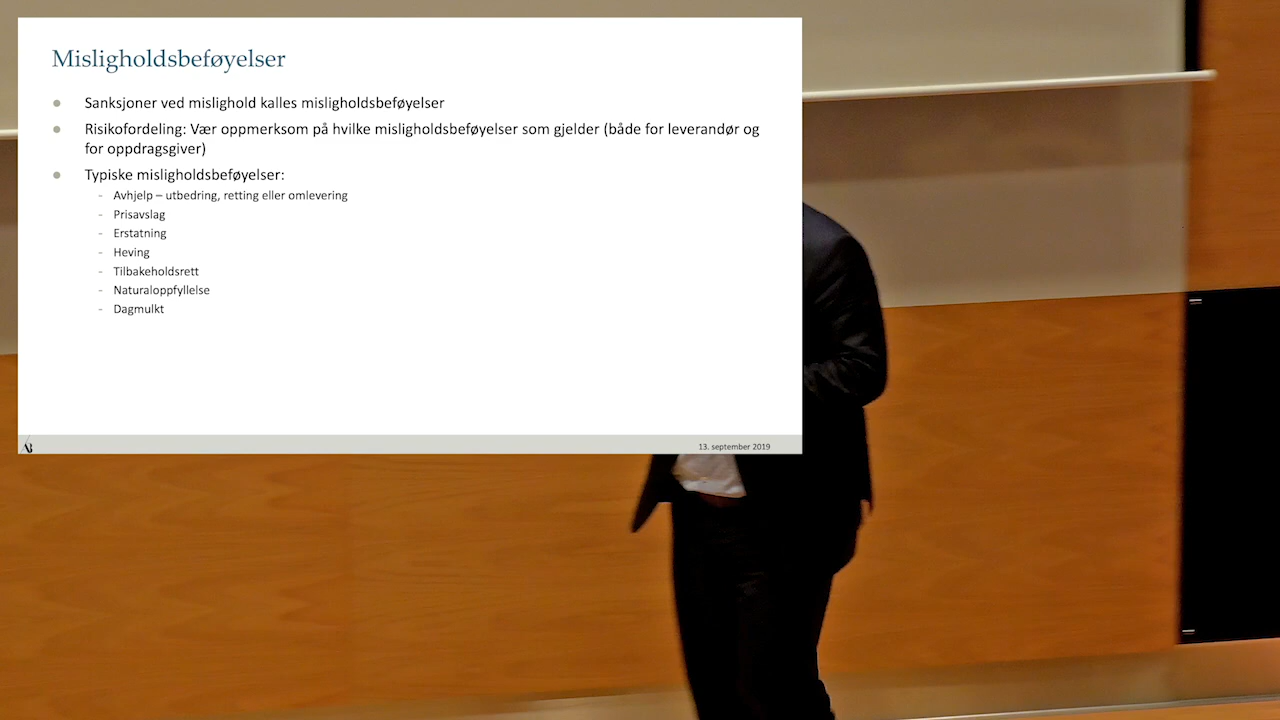 Misligholdsbeføyelser
● Sanksjoner ved mislighold kalles misligholdsbeføyelser
● Risikofordeling: Vær oppmerksom på hvilke misligholdsbeføyelser som gjelder (både for leverandør og
for oppdragsgiver)
● Typiske misligholdsbeføyelser:
- Avhjelp – utbedring, retting eller omlevering
- Prisavslag
- Erstatning
- Heving
- Tilbakeholdsrett
- Naturaloppfyllelse
- Dagmulkt
AB
13. september 2019